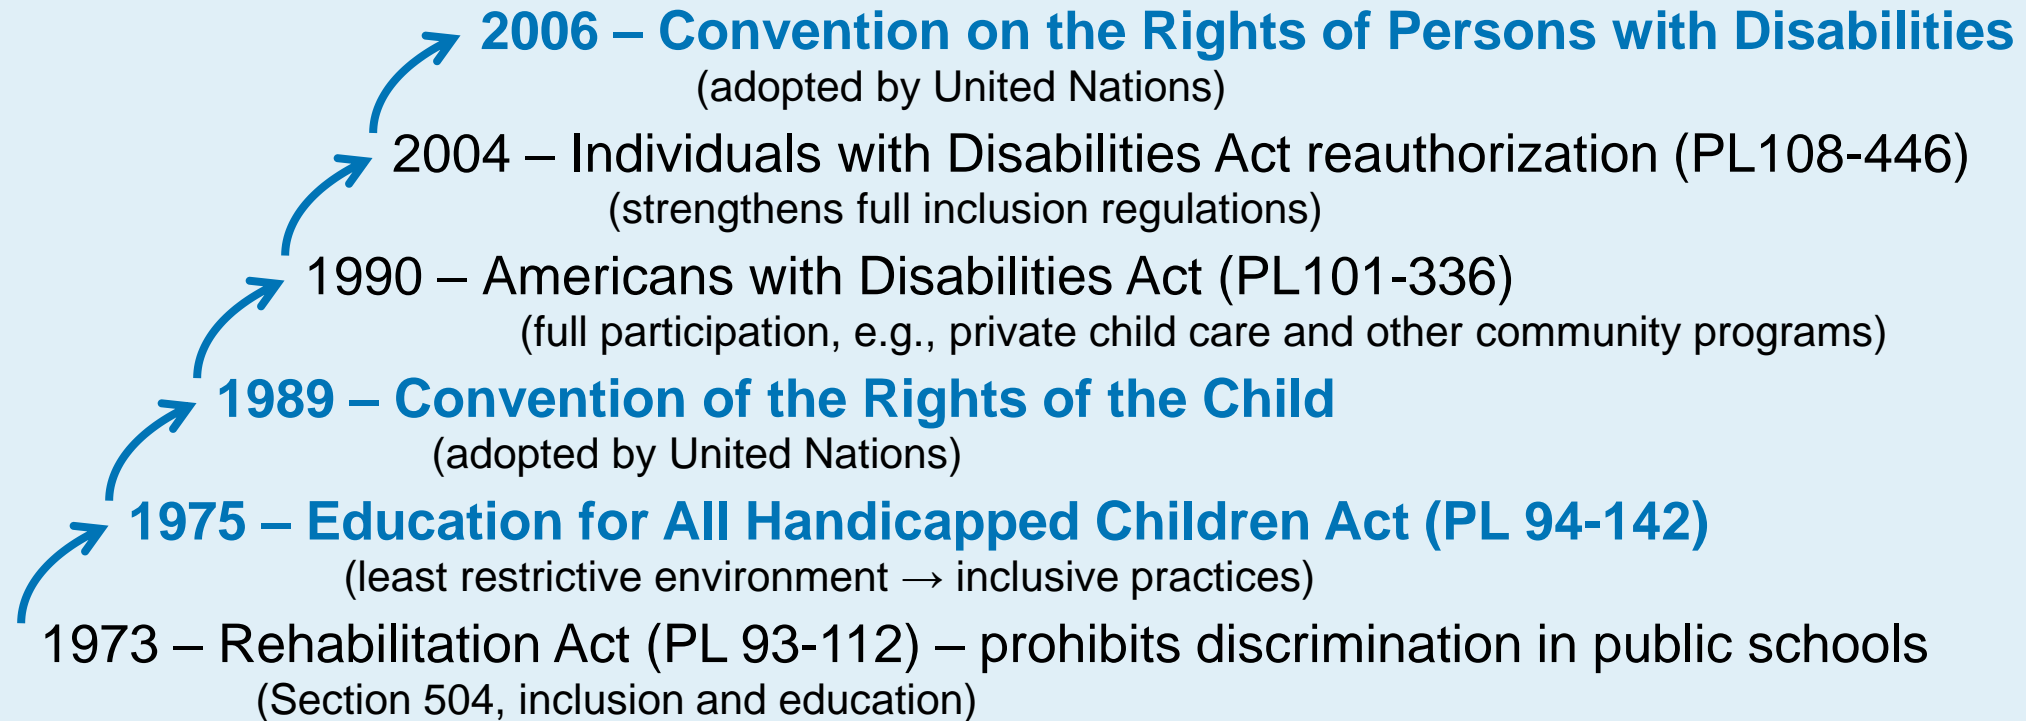 2006 – Convention on the Rights of Persons with Disabilities
(adopted by United Nations)
2004 – Individuals with Disabilities Act reauthorization (PL108-446)
(strengthens full inclusion regulations)
1990 – Americans with Disabilities Act (PL101-336)
(full participation, e.g., private child care and other community programs)
1989 – Convention of the Rights of the Child
(adopted by United Nations)
1975 – Education for All Handicapped Children Act (PL 94-142)
(least restrictive environment → inclusive practices)
1973 – Rehabilitation Act (PL 93-112) – prohibits discrimination in public schools
(Section 504, inclusion and education)